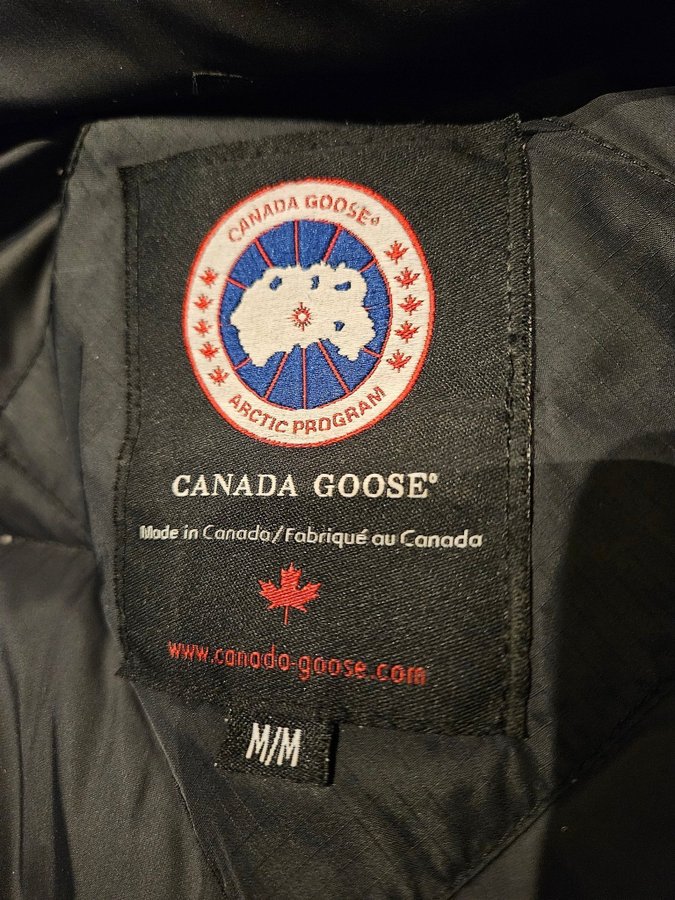 CANADA GOOSE®
ARCTIC PROGRAM
CANADA GOOSE®
Made in Canada/Fabriqué au Canada
www.canada-goose.com
M/M